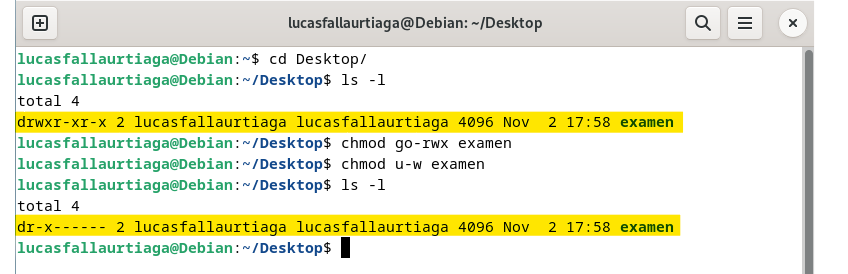 lucasfallaurtiaga@Debian: ~/Desktop
lucasfallaurtiaga@Debian:~$ cd Desktop/
lucasfallaurtiaga@Debian:~/Desktop$ ls -l
total 4
drwxr-xr-x 2 lucasfallaurtiaga lucasfallaurtiaga 4096 Nov  2 17:58 examen
lucasfallaurtiaga@Debian:~/Desktop$ chmod go-rwx examen
lucasfallaurtiaga@Debian:~/Desktop$ chmod u-w examen
lucasfallaurtiaga@Debian:~/Desktop$ ls -l
total 4
dr-x------ 2 lucasfallaurtiaga lucasfallaurtiaga 4096 Nov  2 17:58 examen
lucasfallaurtiaga@Debian:~/Desktop$